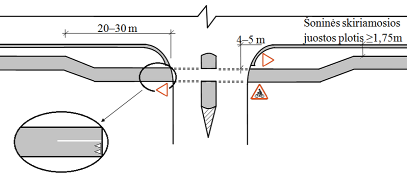 20–30 m
4–5 m
Šoninės skiriamosios
juostos plotis ≥1,75m